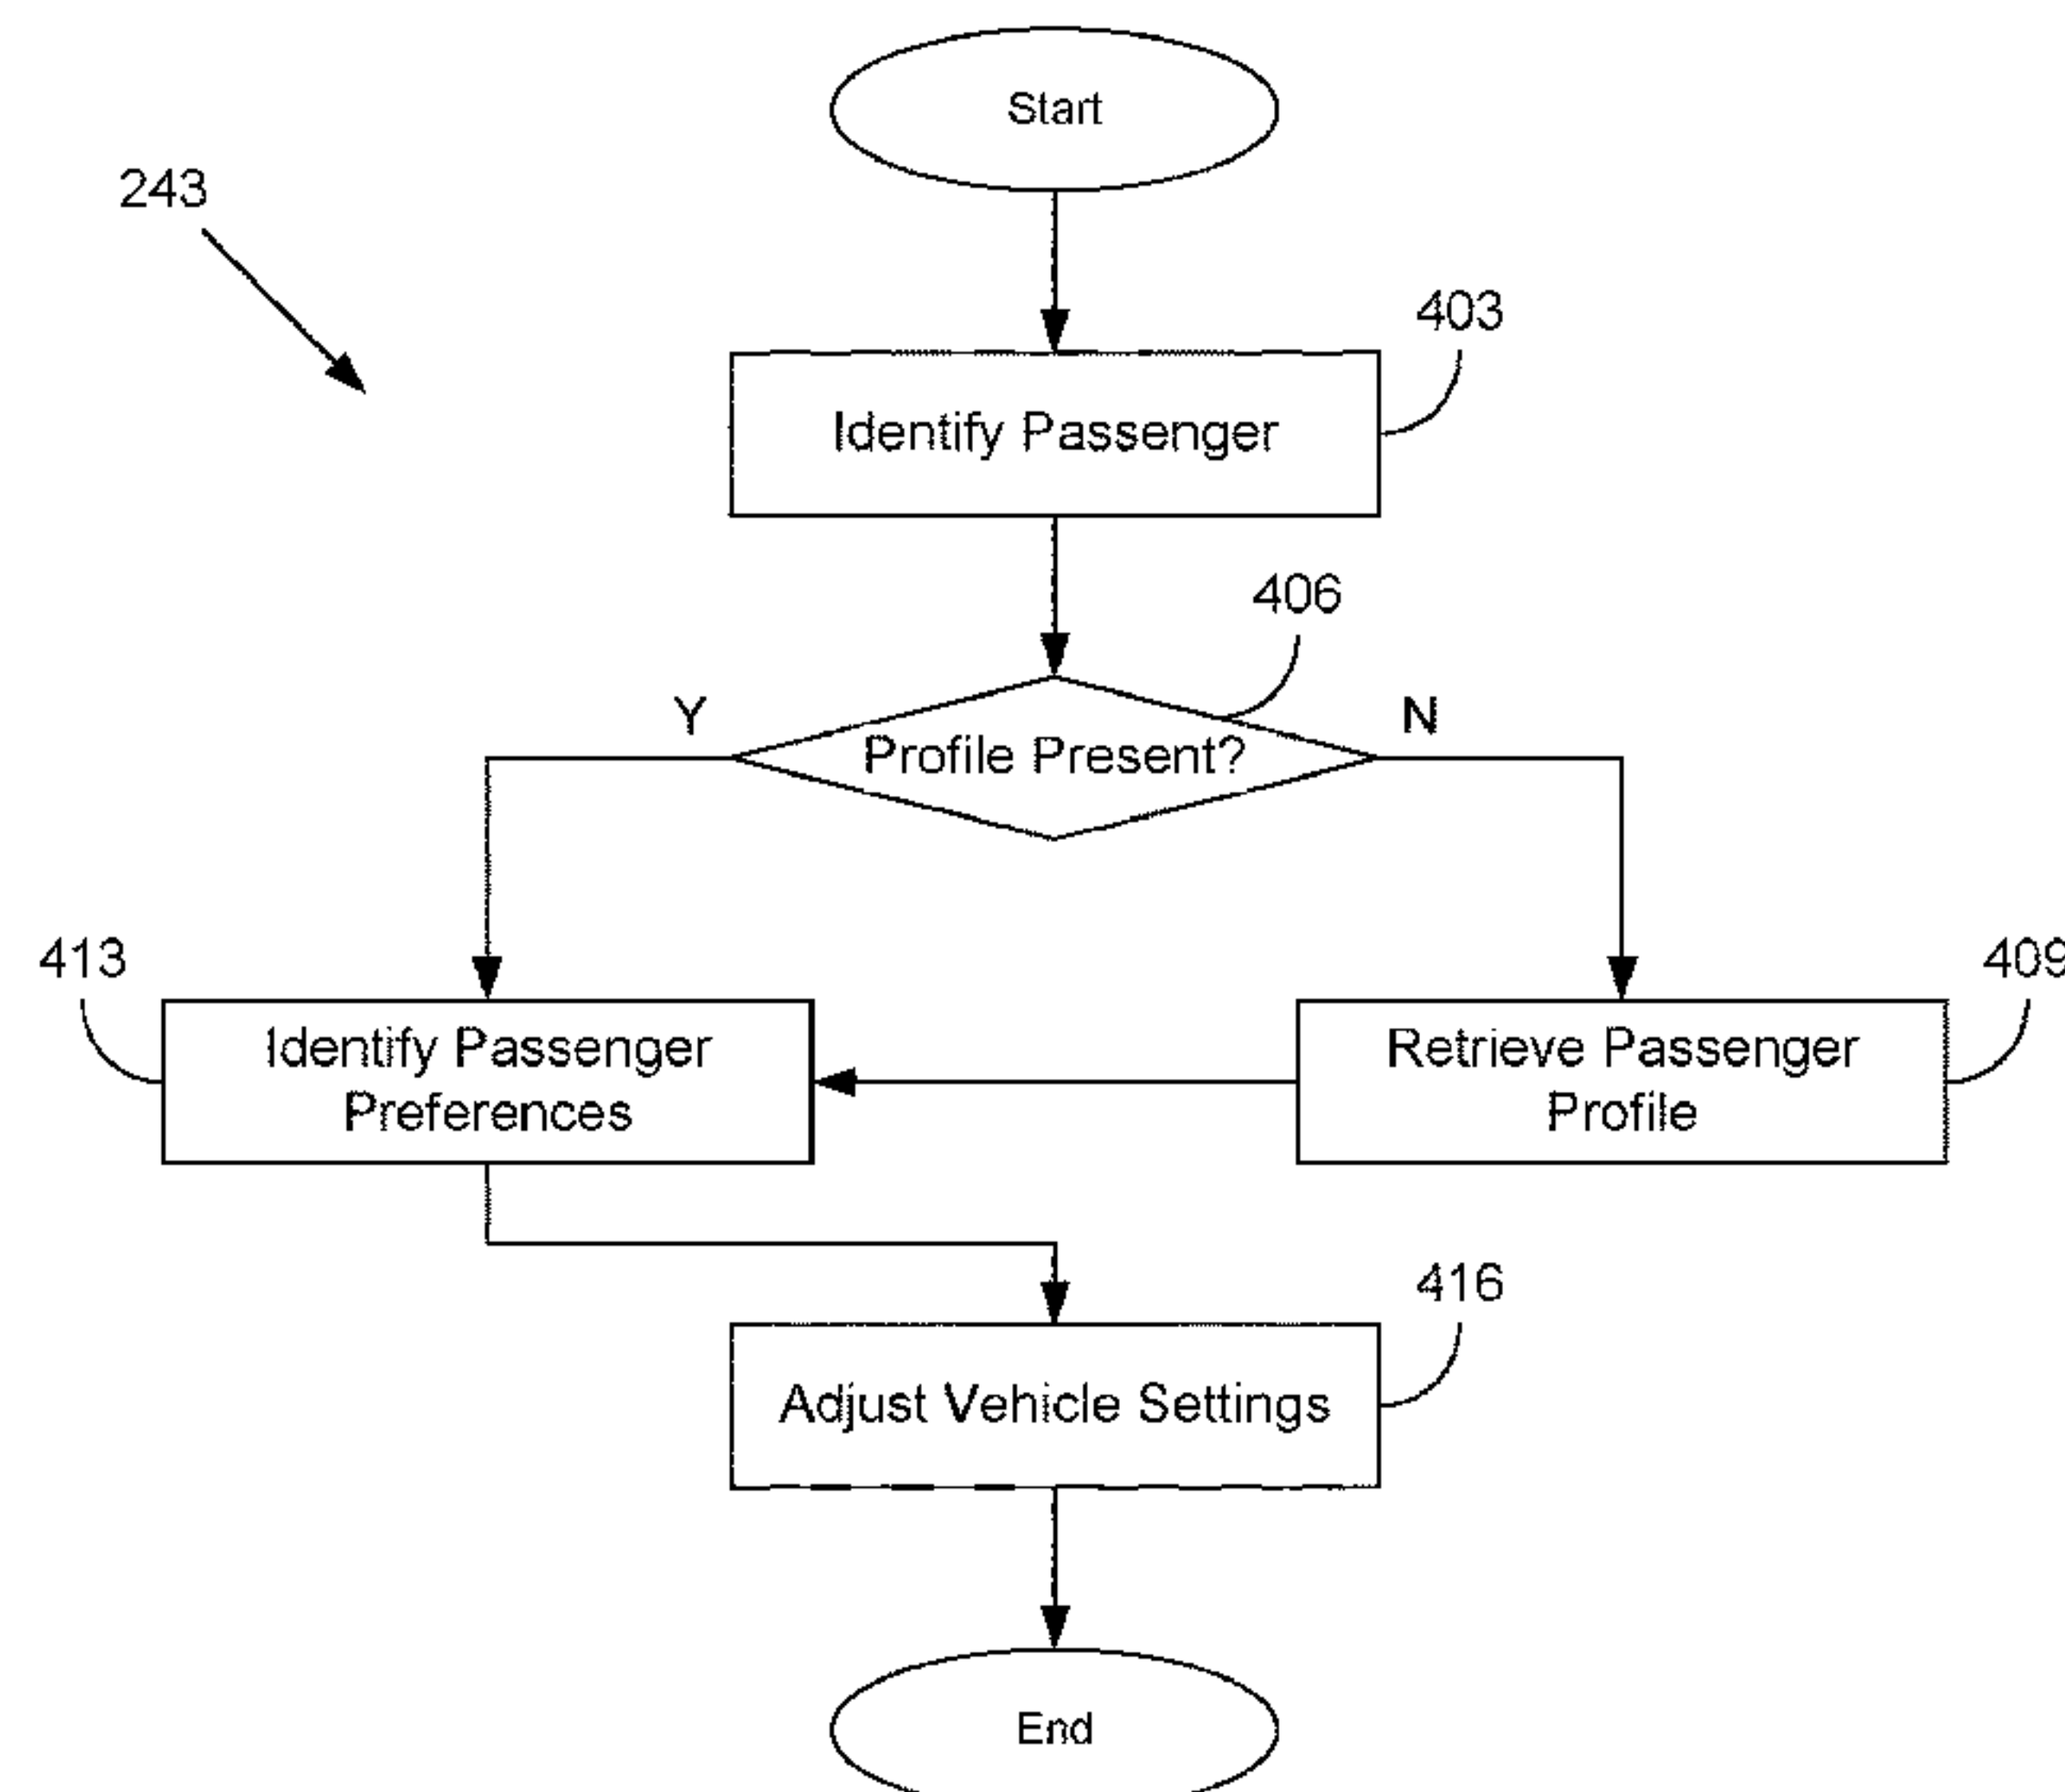 Start
243
403
Identify Passenger
406
Y
N
Profile Present?
413
409
Identify Passenger
Preferences
Retrieve Passenger
Profile
416
Adjust Vehicle Settings
End